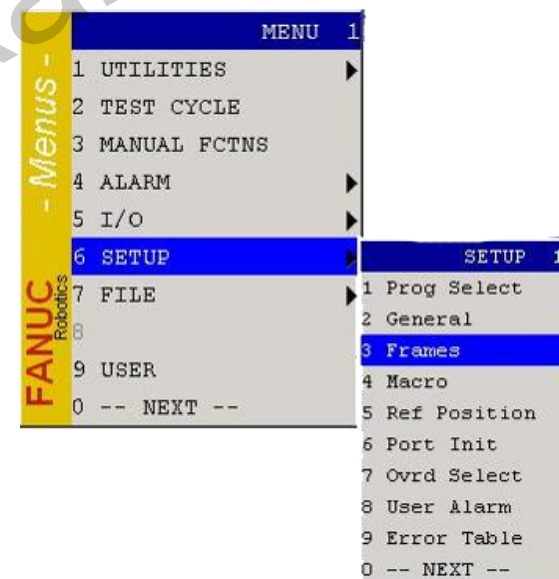 MENU 1
1 UTILITIES
2 TEST CYCLE
3 MANUAL FCTNS
4 ALARM
5 I/O
6 SETUP
7 FILE
8
9 USER
0 -- NEXT --
- Menus -
FANUC
Robotics
SETUP 1
1 Prog Select
2 General
3 Frames
4 Macro
5 Ref Position
6 Port Init
7 Ovrd Select
8 User Alarm
9 Error Table
0 -- NEXT --